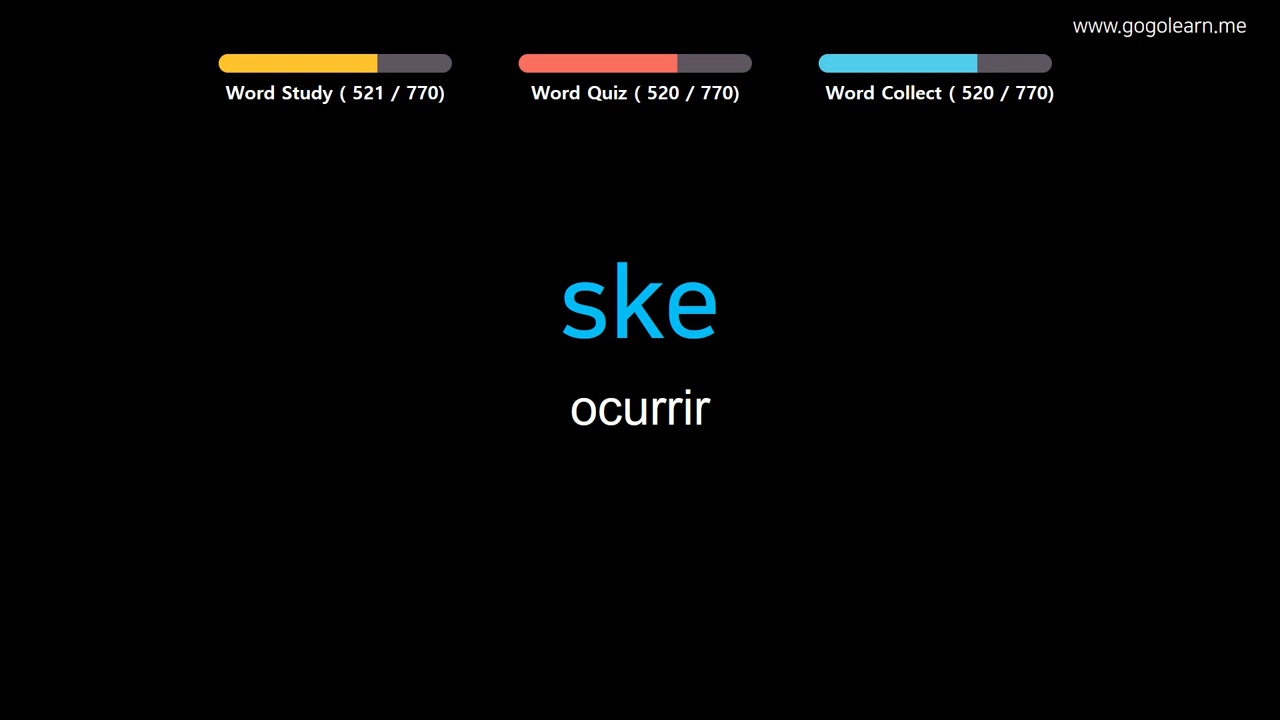 www.gogolearn.me
Word Study ( 521 / 770)
Word Quiz ( 520 / 770)
Word Collect ( 520 / 770)
ske
ocurrir